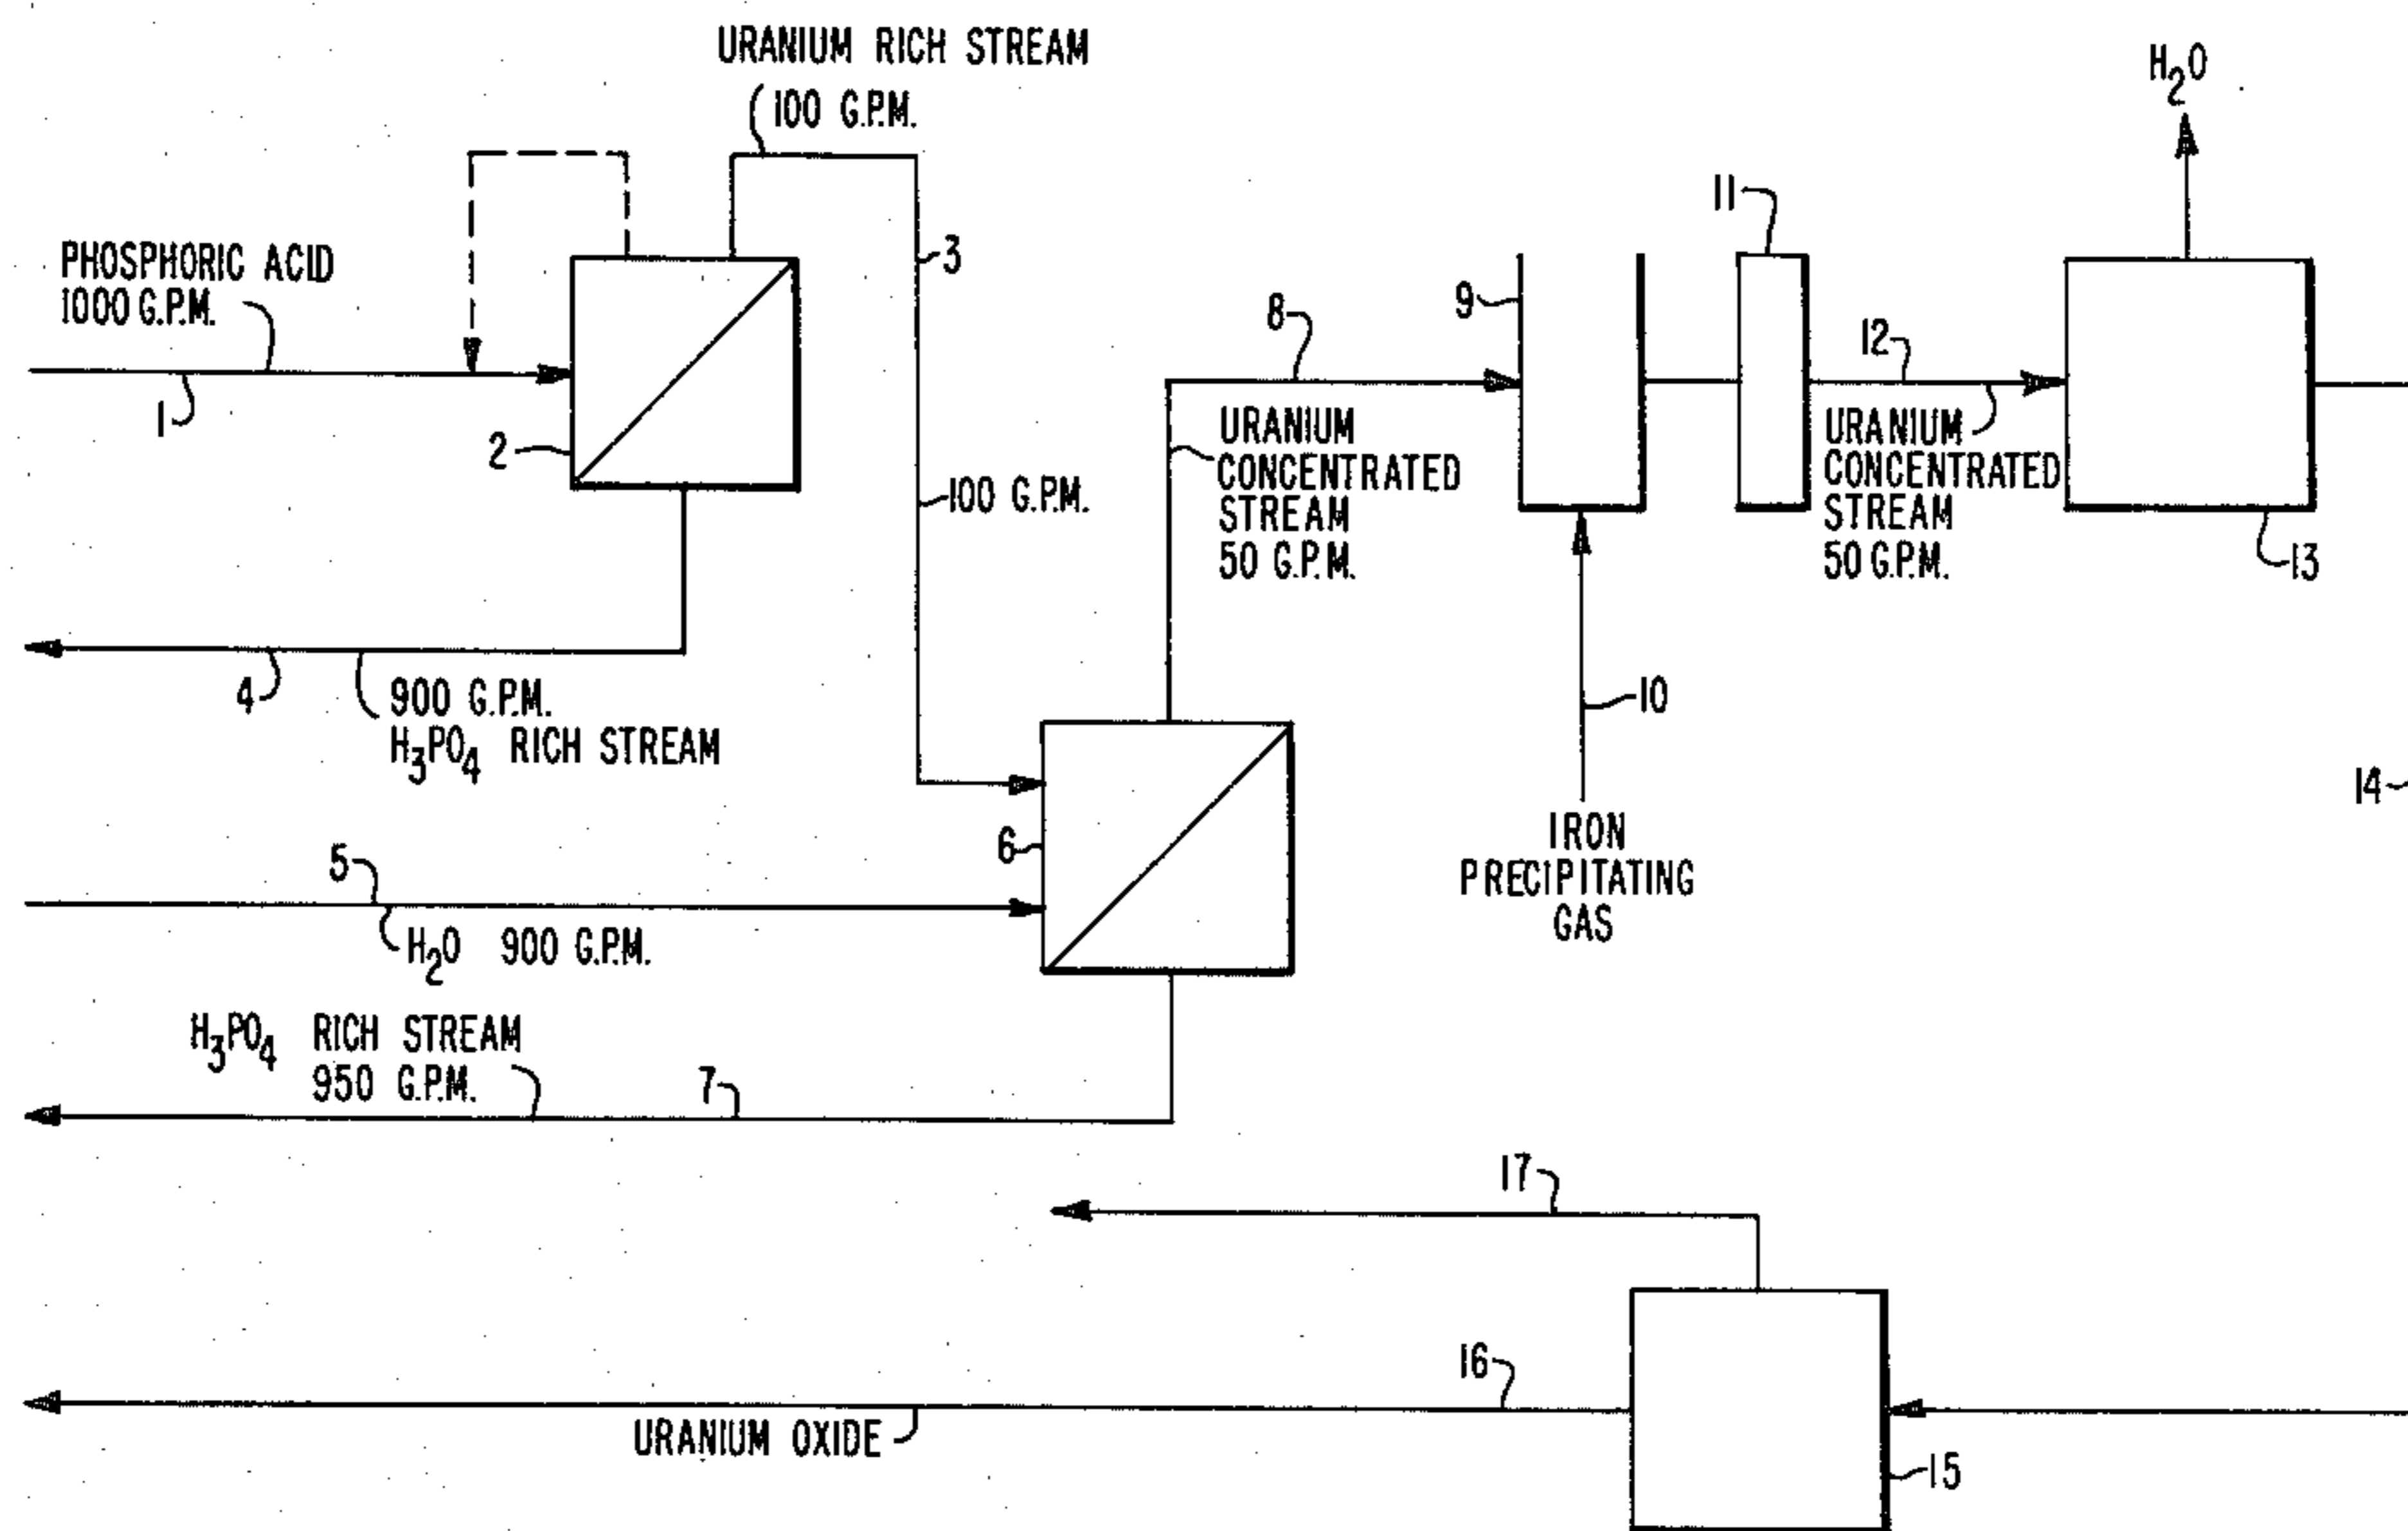 URANIUM RICH STREAM
100 G.P.M.
H2O
11
3
PHOSPHORIC ACID
1000 G.P.M.
9
8
12
1
2
URANIUM
CONCENTRATED
STREAM
50 G.P.M.
URANIUM
CONCENTRATED
STREAM
50 G.P.M.
100 G.P.M.
13
4
900 G.P.M.
H3PO4 RICH STREAM
10
14
5
6
IRON
PRECIPITATING
GAS
H2O 900 G.P.M.
H3PO4 RICH STREAM
950 G.P.M.
7
17
16
URANIUM OXIDE
15